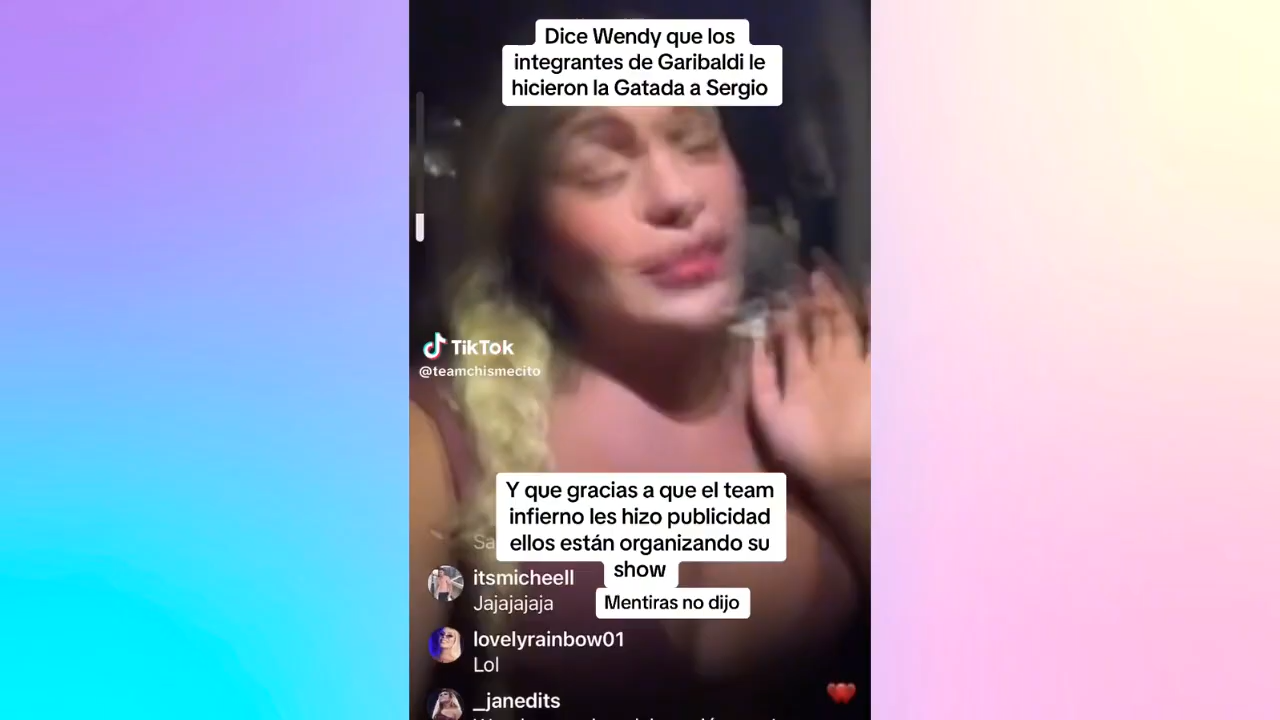 Dice Wendy que los
integrantes de Garibaldi le
hicieron la Gatada a Sergio
TikTok
@teamchismecito
Y que gracias a que el team
infierno les hizo publicidad
ellos están organizando su
show
Mentiras no dijo
itsmicheell
Jajajajaja
lovelyrainbow01
Lol
_janedits